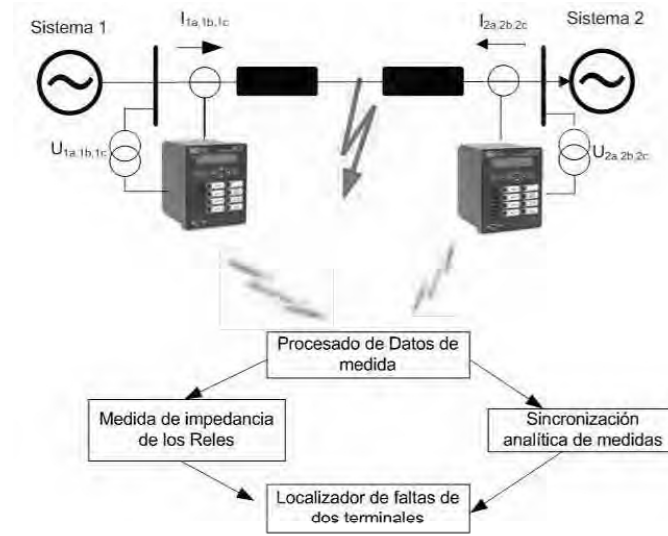 Sistema 1
I1a,1b,1c
I2a,2b,2c
Sistema 2
U1a,1b,1c
U2a,2b,2c
Procesado de Datos de
medida
Medida de impedancia
de los Reles
Sincronización
analítica de medidas
Localizador de faltas de
dos terminales